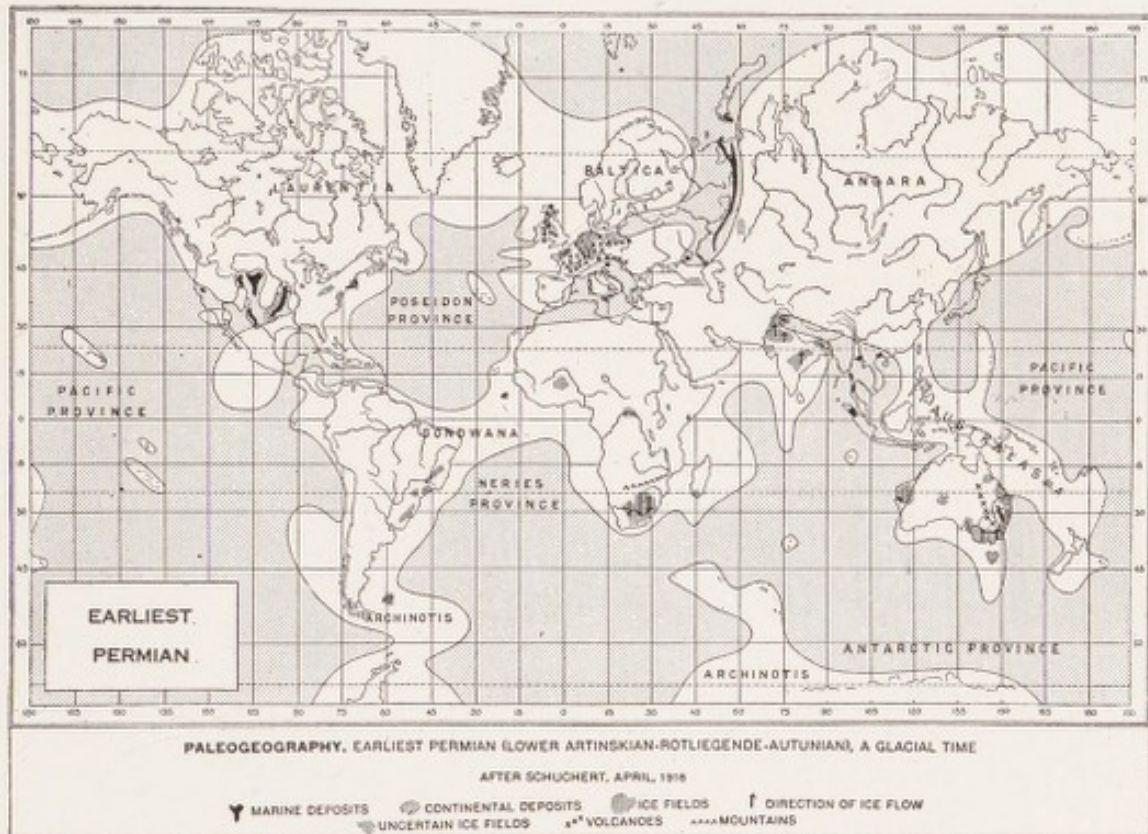 LAURENTIA
BALTICA
ANGARA
POSEIDON
PROVINCE
PACIFIC
PROVINCE
PACIFIC
PROVINCE
GONDWANA
AUSTRALASIA
NERIES
PROVINCE
EARLIEST
PERMIAN
ARCHINOTIS
ANTARCTIC PROVINCE
ARCHINOTIS
PALEOGEOGRAPHY. EARLIEST PERMIAN (LOWER ARTINSKIAN-ROTLIEGENDE-AUTUNIAN), A GLACIAL TIME
AFTER SCHUCHERT, APRIL, 1916
MARINE DEPOSITS CONTINENTAL DEPOSITS ICE FIELDS DIRECTION OF ICE FLOW
UNCERTAIN ICE FIELDS VOLCANOES MOUNTAINS